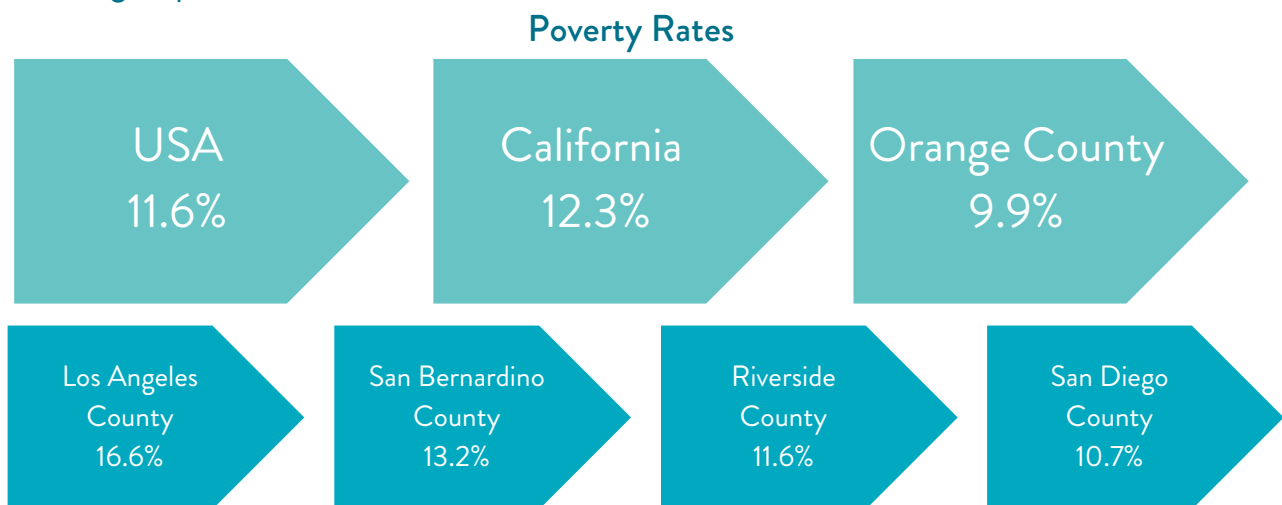 Poverty Rates
USA
11.6%
California
12.3%
Orange County
9.9%
Los Angeles
County
16.6%
San Bernardino
County
13.2%
Riverside
County
11.6%
San Diego
County
10.7%